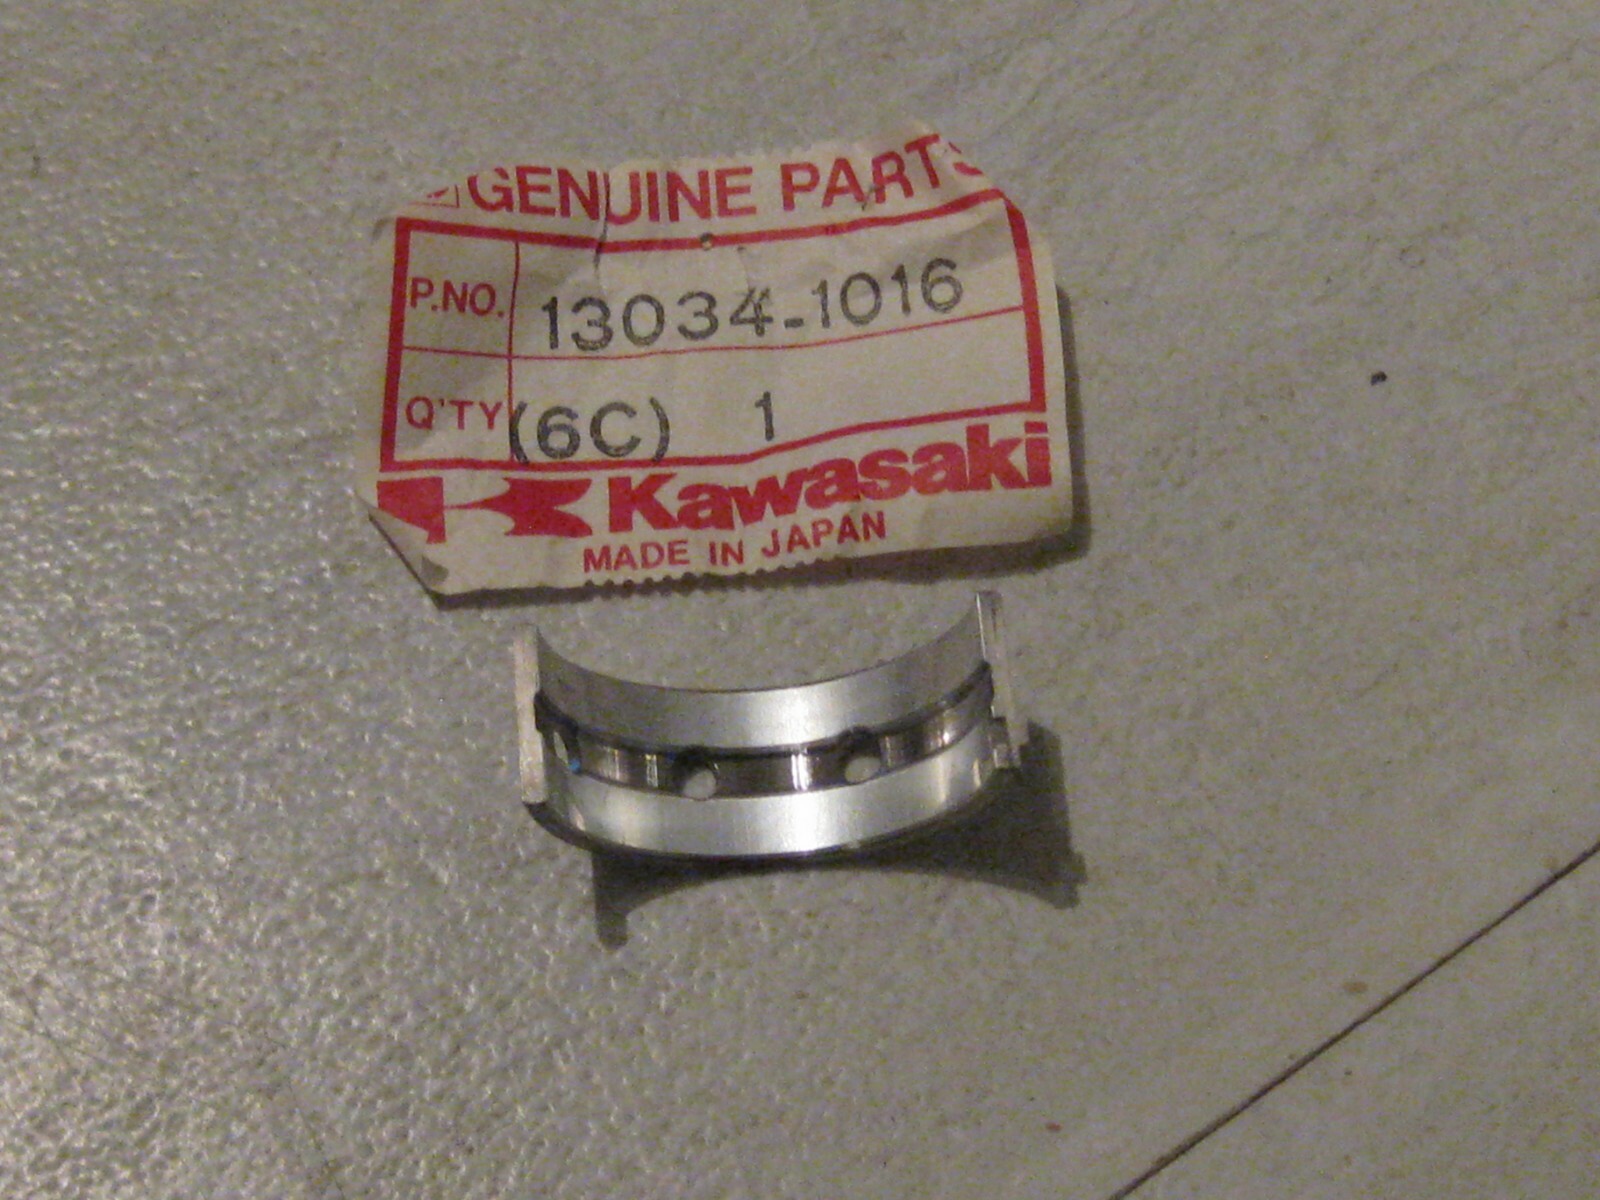 GENUINE PARTS
P.NO. 13034-1016
Q'TY (6C) 1
Kawasaki
MADE IN JAPAN